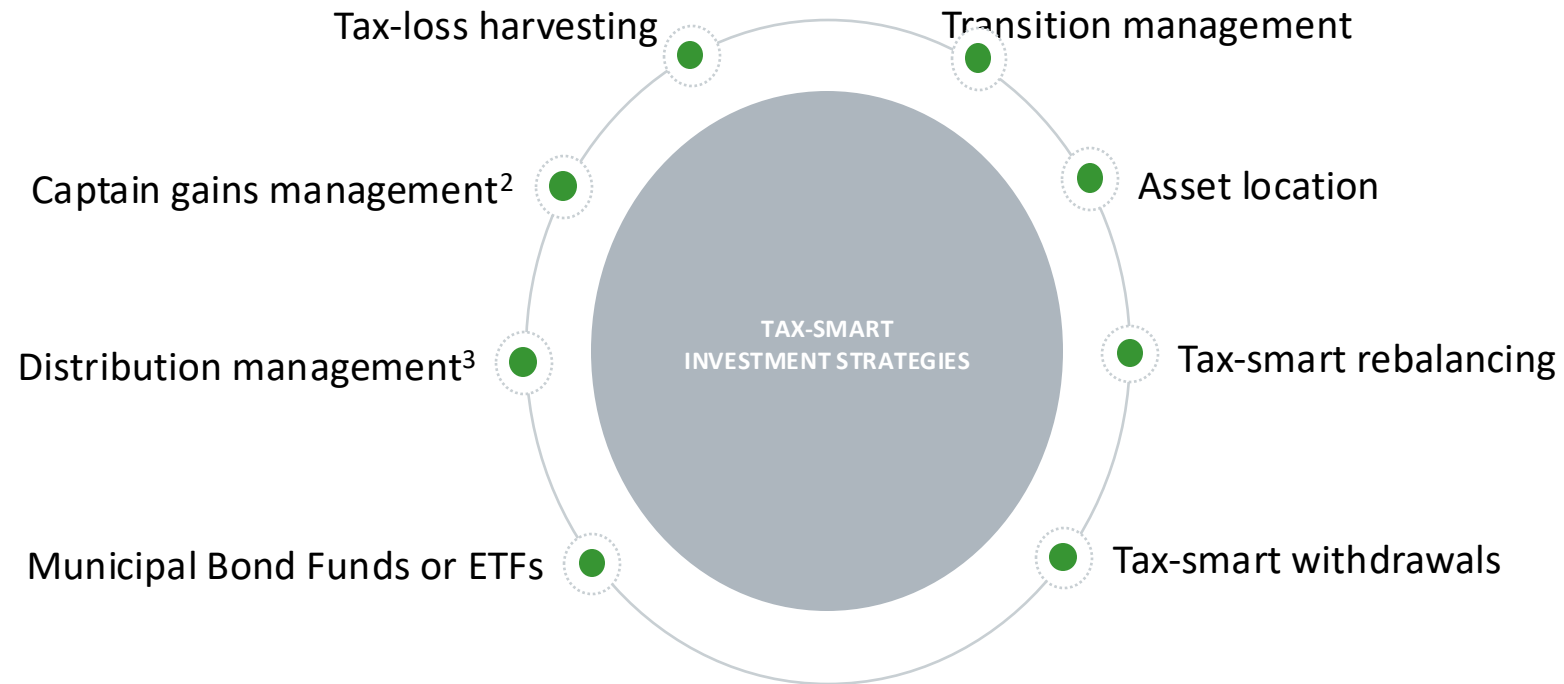 Tax-loss harvesting
Transition management
Captain gains management²
Asset location
TAX-SMART
INVESTMENT STRATEGIES
Distribution management³
Tax-smart rebalancing
Municipal Bond Funds or ETFs
Tax-smart withdrawals